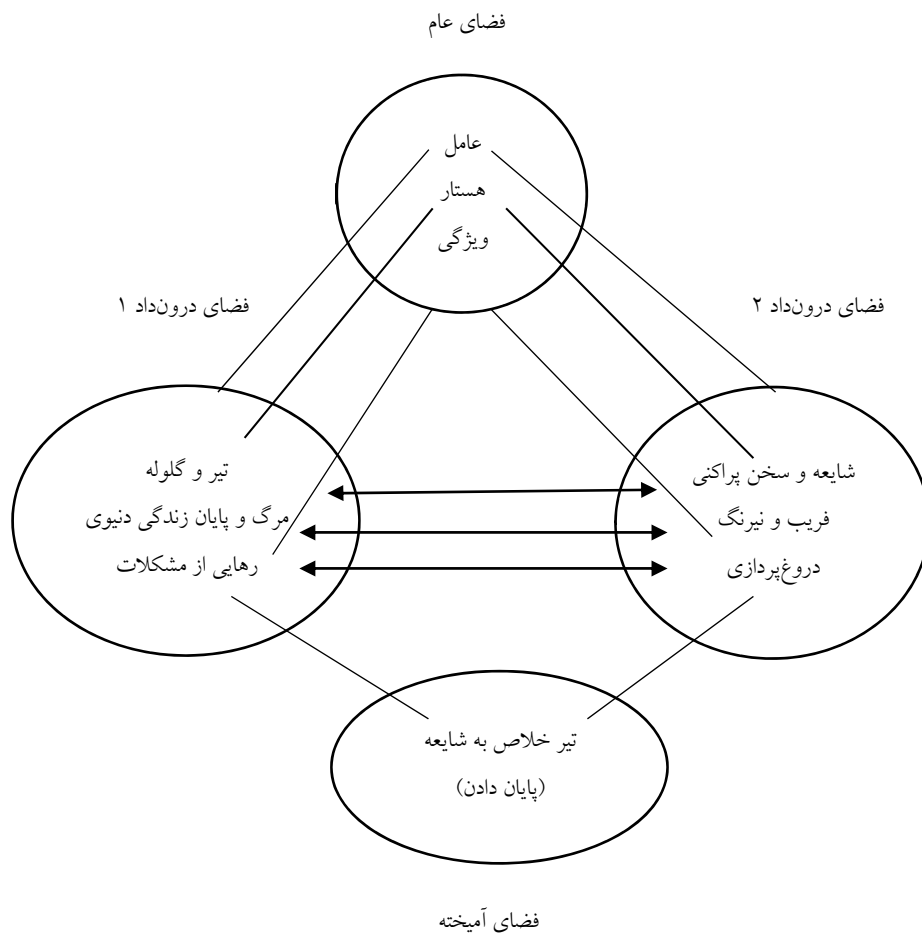 فضای عام
عامل
هستار
ویژگی
فضای درون‌داد ۲
فضای درون‌داد ۱
شایعه و سخن پراکنی
فریب و نیرنگ
دروغ‌پردازی
تیر و گلوله
مرگ و پایان زندگی دنیوی
رهایی از مشکلات
تیر خلاص به شایعه
(پایان دادن)
فضای آمیخته